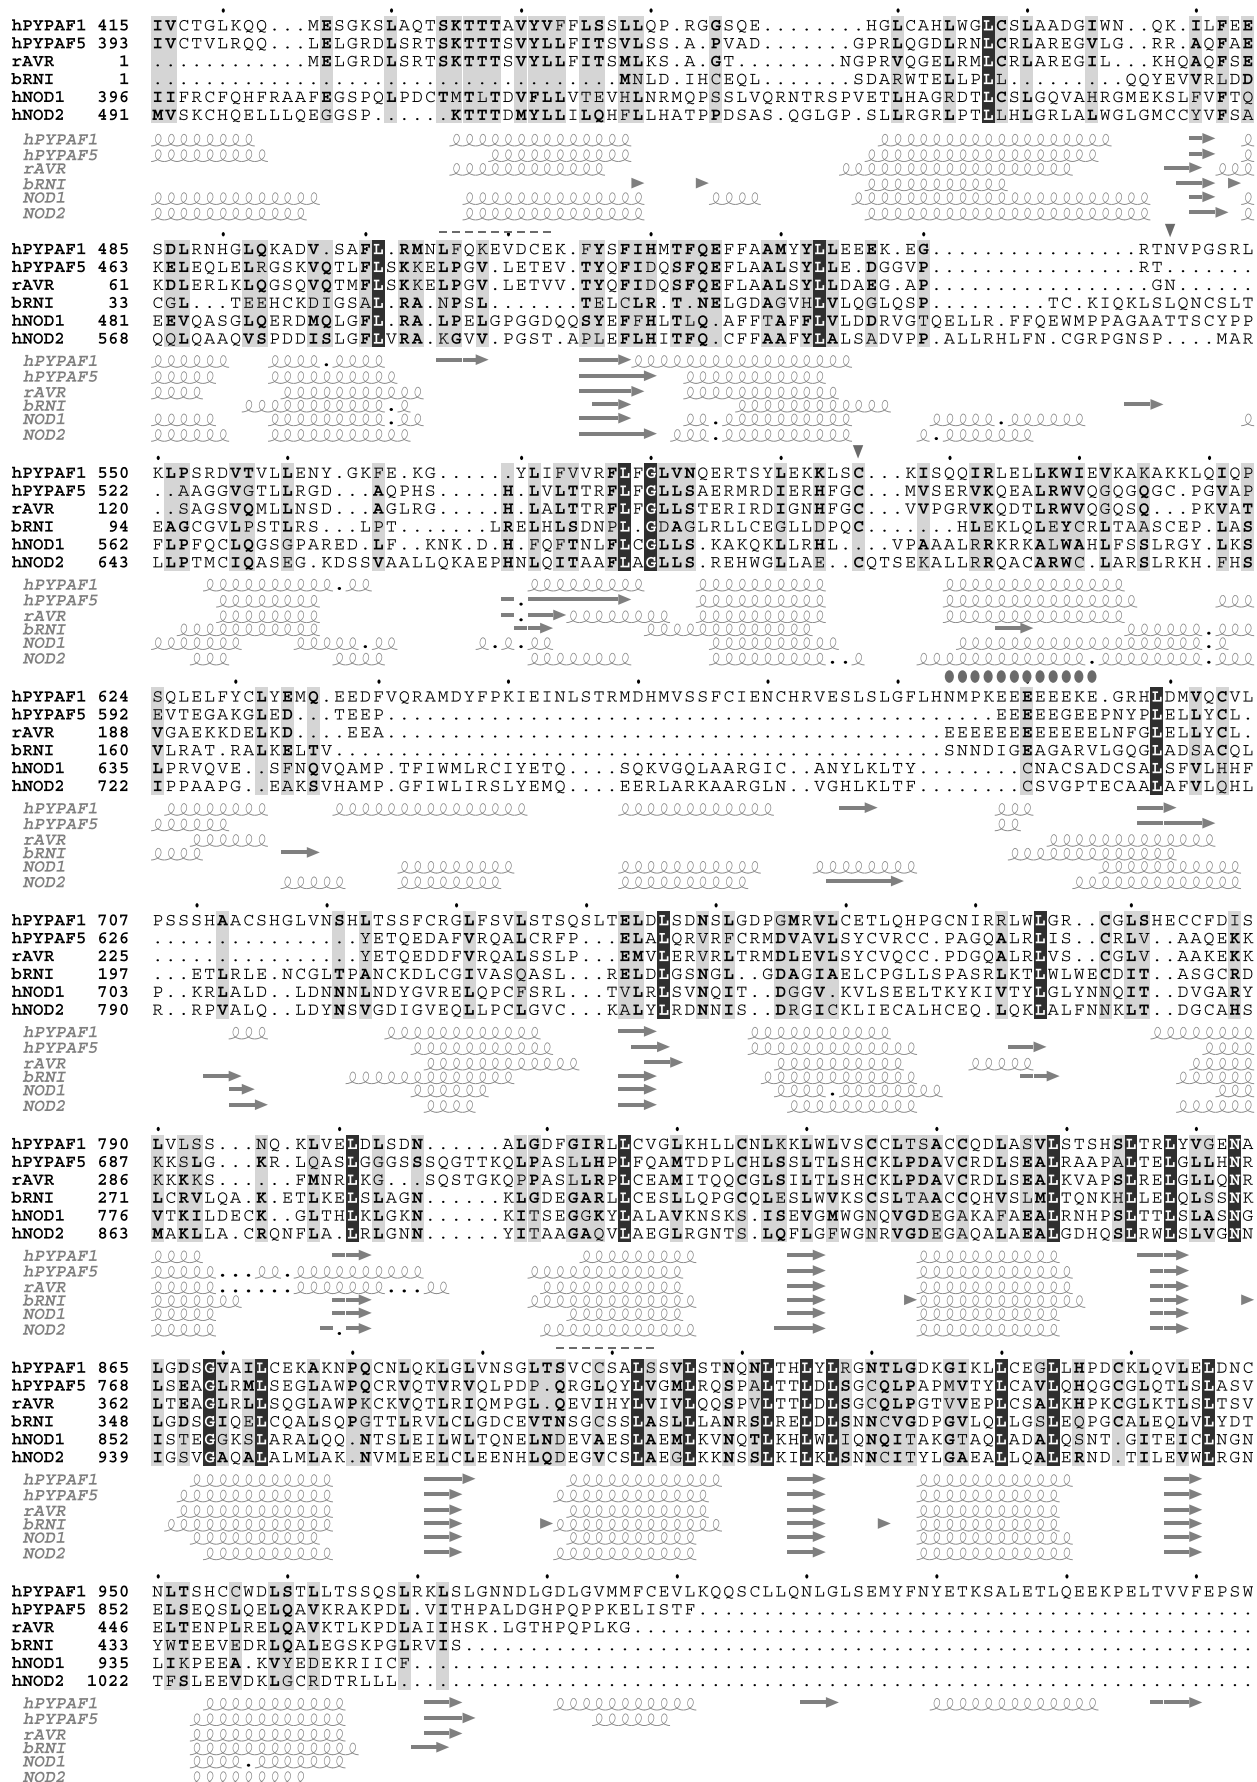 hPYPAF1 415 IVCTGLKQQ...MESGKSLAQTSKTTTAVYVFFLSSLLQP.RGGSQE........HGLCAHLWGLCSLAADGIWN..QK.ILFEE
hPYPAF5 393 IVCTVLRQQ...LELGRDLSRTSKTTTSVYLLFITSVLSS.A.PVAD.......GPRLQGDLRNLCRLAREGVLG..RR.AQFAE
rAVR 1 ............MELGRDLSRTSKTTTSVYLLFITSMLKS.A.GT........NGPRVQGELRMLCRLAREGIL...KHQAQFSE
bRNI 1 ....................................MNLD.IHCEQL.......SDARWTELLPLL.........QQYEVVRLDD
hNOD1 396 IIFRCFQHFRAAFEGSPQLPDCTMTLTDVFLLVTEVHLNRMQPSSLVQRNTRSPVETLHAGRDTLCSLGQVAHRGMEKSLFVFTQ
hNOD2 491 MVSKCHQELLLQEGGSGP.....KTTTDMYLLILQHFLLHATPPDSAS.QGLGP.SLLRGRLPTLLHLGRLALWGLGMCCYVFSA
hPYPAF1
hPYPAF5
rAVR
bRNI
NOD1
NOD2
hPYPAF1 485 SDLRNHGLQKADV.SAFL.RMNLFQKEVDCEK.FYSFIHMTFQEFFAAMYYLLEEEK.EG................RTNVPGSRL
hPYPAF5 463 KELEQLELRGSKVQTLFLSKKELPGV.LETEV.TYQFIDQSFQEFLAALSYLLE.DGGVP................RT.......
rAVR 61 KDLERLKLQGSQVQTMFLSKKELPGV.LETVV.TYQFIDQSFQEFLAALSYLLDAEG.AP.................GN......
bRNI 33 CGL..TEEHCKDIGSAL.RA.NPSL.......TELCLR.T.NELGDAGVHLVLQGLQSP.........TC.KIQKLSLQNCSLT
hNOD1 481 EEVQASGLQERDMQLGFL.RA.LPELGPGGDQQSYEFFHLTLQ.AFFTAFFLVLDDRVGTQELLR.FFQEWMPPAGAATTSCYPP
hNOD2 568 QQLQAAQVSPDDISLGFLVRA.KGVV.PGST.APLEFLHITFQ.CFFAAFYLALSADVPP.ALLRHLFN.CGRPGNSP....MAR
hPYPAF1
hPYPAF5
rAVR
bRNI
NOD1
NOD2
hPYPAF1 550 KLPSRDVTVLLENY.GKFE.KG......YLIFVVRFLFGLVNQERTSYLEKKLSC...KISQQIRLELLKWIEVKAKAKKLQIQP
hPYPAF5 522 ..AAGGVGTLLRGD...AQPHS.....H.LVLTTRFLFGLLSAERMRDIERHFGC...MVSERVKQEALRWVQGQGQGC.PGVAP
rAVR 120 ..SAGSVQMLLNSD...AGLRG.....H.LALTTRFLFGLLSTERIRDIGNHFGC...VVPGRVKQDTLRWVQGQSQ...PKVAT
bRNI 94 EAGCGVLPSTLRS...LPT.......LRELHLSDNPL.GDAGLRLLCEGLLDPQC.......HLEKLQLEYCRLTAASCEP.LAS
hNOD1 562 FLPFQCLQGSGPARED.LF..KNK.D.HFQFTNLFLCGLLS.KAKQKLLRHL....VPAAALRRKRKALWAHLFSSLRGY.LKS
hNOD2 643 LLPTMCIQASEG.KDSSVAALLQKAEPHNLQITAAFLAGLLS.REHWGLLAE..CQTSEKALLRRQACARWC.LARSLRKH.FHS
hPYPAF1
hPYPAF5
rAVR
bRNI
NOD1
NOD2
hPYPAF1 624 SQLELFYCLYEMQ.EEDFVQRAMDYFPKIEINLSTRMDHMVSSFCIENCHRVESLSLGFLHNMPKEEEEEEKE.GRHLDMVQCVL
hPYPAF5 592 EVTEGAKGLED..TEEP...............................................EEEEEGEEPNYPLELLYCL.
rAVR 188 VGAEKKDELKD..EEA...........................................EEEEEEEEEEEELNFGLELLYCL.
bRNI 160 VLRAT.RALKELTV...............................................SNNDIGEAGARVLGQGLADSACQL
hNOD1 635 LPRVQVE..SFNQVQAMP.TFIWMLRCIYETQ....SQKVGQLAARGIC..ANYLKLTY........CNACSADCSALSFVLHHF
hNOD2 722 IPPAAPG..EAKSVHAMP.GFIWLIRSLYEMQ....EERLARKAARGLN..VGHLKLTF........CSVGPTECAALAFVLQHL
hPYPAF1
hPYPAF5
rAVR
bRNI
NOD1
NOD2
hPYPAF1 707 PSSSHAACSHGLVNSHLTSSFCRGLFSVLSTSQSLTELDLSDNSLGDPGMRVLCETLQHPGCNIRRLWLGR..CGLSHECCFDIS
hPYPAF5 626 ................YETQEDAFVRQALCRFP...ELALQRVRFCRMDVAVLSYCVRCC.PAGQALRLIS..CRLV..AAQEKK
rAVR 225 ................YETQEDDFVRQALSSLP...EMVLERVRLTRMDLEVLSYCVQCC.PDGQALRLVS..CGLV..AAKEKK
bRNI 197 ...ETLRLE.NCGLTPANCKDLCGIVASQASL...RELDLGSNGL..GDAGIAELCPGLLSPASRLKTLWLWECDIT..ASGCRD
hNOD1 703 P..KRLALD..LDNNNLNDYGVRELQPCFSRL...TVLRLSVNQIT..DGGV.KVLSEELTKYKIVTYLGLYNNQIT..DVGARY
hNOD2 790 R..RPVALQ..LDYNSVGDIGVEQLLPCLGVC...KALYLRDNNIS..DRGICKLIECALHCEQ.LQKLALFNNKLT..DGCAHS
hPYPAF1
hPYPAF5
rAVR
bRNI
NOD1
NOD2
hPYPAF1 790 LVLSS...NQ.KLVELDLSDN......ALGDFGIRLLCVGLKHLLCNLKKLWLVSCCLTSACCQDLASVLSTSHSLTRLYVGENA
hPYPAF5 687 KKSLG...KR.LQASLGGGSSSQGTTKQLPASLLHPLFQAMTDPLCHLSSLTLSHCKLPDAVCRDLSEALRAAPALTELGLLHNR
rAVR 286 KKKKS.......FMNRLKG...SQSTGKQPPASLLRPLCEAMITQQCGLSILTLSHCKLPDAVCRDLSEALKVAPSLRELGLLQNR
bRNI 271 LCRVLQA.K.ETLKELSLAGN......KLGDEGARLLCESLLQPGCQLESLWVKSCSLTAACCQHVSLMLTQNKHLLELQLSSNK
hNOD1 776 VTKILDECK..GLTHLKLGKN......KITSEGGKYLALAVKNSKS.ISEVGMWGNQVGDEGAKAFAEALRNHPSLTTLSLASNG
hNOD2 863 MAKLLA.CRQNFLA.LRLGNN......YITAAGAQVLAEGLRGNTS.LQFLGFWGNRVGDEGAQALAEALGDHQSLRWLSLVGNN
hPYPAF1
hPYPAF5
rAVR
bRNI
NOD1
NOD2
hPYPAF1 865 LGDSGVAILCEKAKNPQCNLQKLGLVNSGLTSVCCSALSSVLSTNQNLTHLYLRGNTLGDKGIKLLCEGLLHPDCKLQVLELDNC
hPYPAF5 768 LSEAGLRMLSEGLAWPQCRVQTVRVQLPDP.QRGLQYLVGMLRQSPALTTLDLSGCQLPAPMVTYLCAVLQHQGCGLQTLSLASV
rAVR 362 LTEAGLRLLSQGLAWPKCKVQTLRIQMPGL.QEVIHYLVIVLQQSPVLTTLDLSGCQLPGTVVEPLCSALKHPKCGLKTLSLTSV
bRNI 348 LGDSGIQELCQALSQPGTTLRVLCLGDCEVTNSGCSSLASLLLANRSLRELDLSNNCVGDPGVLQLLGSLEQPGCALEQLVLYDT
hNOD1 852 ISTEGGKSLARALQQ.NTSLEILWLTQNELNDEVAESLAEMLKVNQTLKHLWLIQNQITAKGTAQLADALQSNT.GITEICLNGN
hNOD2 939 IGSVGAQALALMLAK.NVMLEELCLEENHLQDEGVCSLAEGLKKNSSLKILKLSNNCITYLGAEALLQALERND.TILEVWLRGN
hPYPAF1
hPYPAF5
rAVR
bRNI
NOD1
NOD2
hPYPAF1 950 NLTSHCCWDLSTLLTSSQSLRKLSLGNNDLGDLGVMMFCEVLKQQSCLLQNLGLSEMYFNYETKSALETLQEEKPELTVVFEPSW
hPYPAF5 852 ELSEQSLQELQAVKRAKPDL.VITHPALDGHPQPPKELISTF...........................................
rAVR 446 ELTENPLRELQAVKTLKPDLAIIHSK.LGTHPQPLKG................................................
bRNI 433 YWTEEVEDRLQALEGSKPGLRVIS.............................................................
hNOD1 935 LIKPEEA.KVYEDEKRIICF.................................................................
hNOD2 1022 TFSLEEVDKLGCRDTRLLL..................................................................
hPYPAF1
hPYPAF5
rAVR
bRNI
NOD1
NOD2